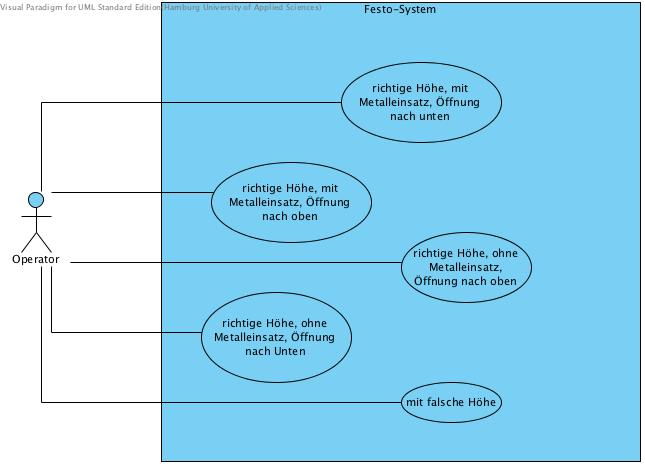 Visual Paradigm for UML Standard Edition(Hamburg University of Applied Sciences)
Festo-System
richtige Höhe, mit
Metalleinsatz, Öffnung
nach unten
richtige Höhe, mit
Metalleinsatz, Öffnung
nach oben
Operator
richtige Höhe, ohne
Metalleinsatz,
Öffnung nach oben
richtige Höhe, ohne
Metalleinsatz, Öffnung
nach Unten
mit falsche Höhe